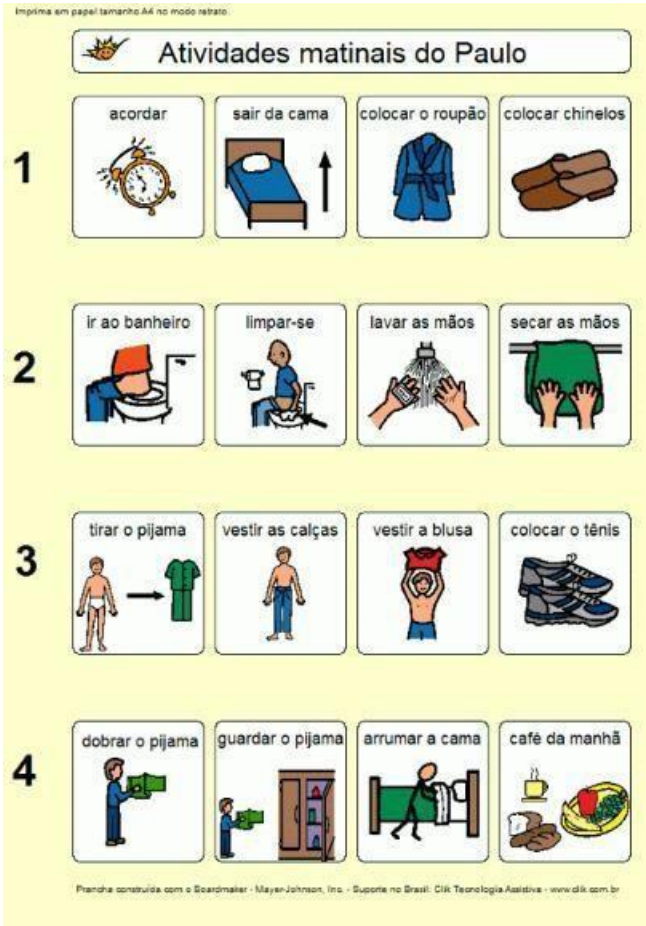 Imprima em papel tamanho A4 no modo retrato.
Atividades matinais do Paulo
1
acordar
sair da cama
colocar o roupão
colocar chinelos
2
ir ao banheiro
limpar-se
lavar as mãos
secar as mãos
3
tirar o pijama
vestir as calças
vestir a blusa
colocar o tênis
4
dobrar o pijama
guardar o pijama
arrumar a cama
café da manhã
Prancha construída com o Boardmaker - Mayer-Johnson, Inc. - Suporte no Brasil: Clik Tecnologia Assistiva - www.clik.com.br